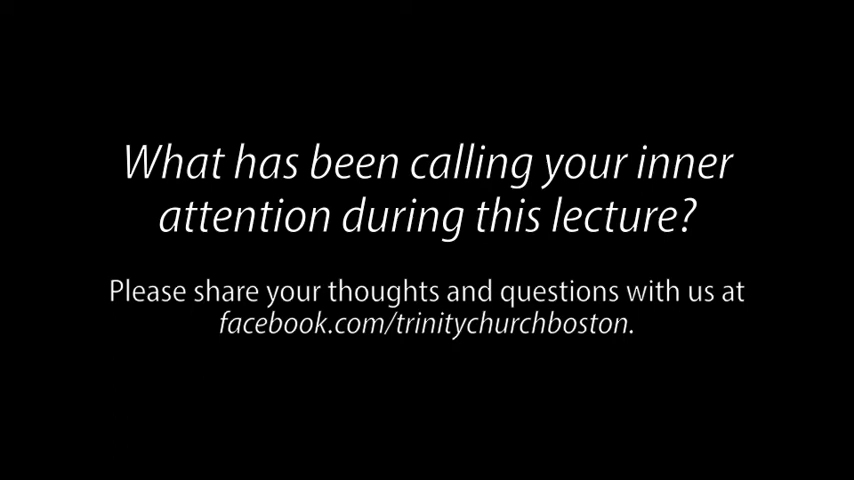 What has been calling your inner
attention during this lecture?
Please share your thoughts and questions with us at
facebook.com/trinitychurchboston.